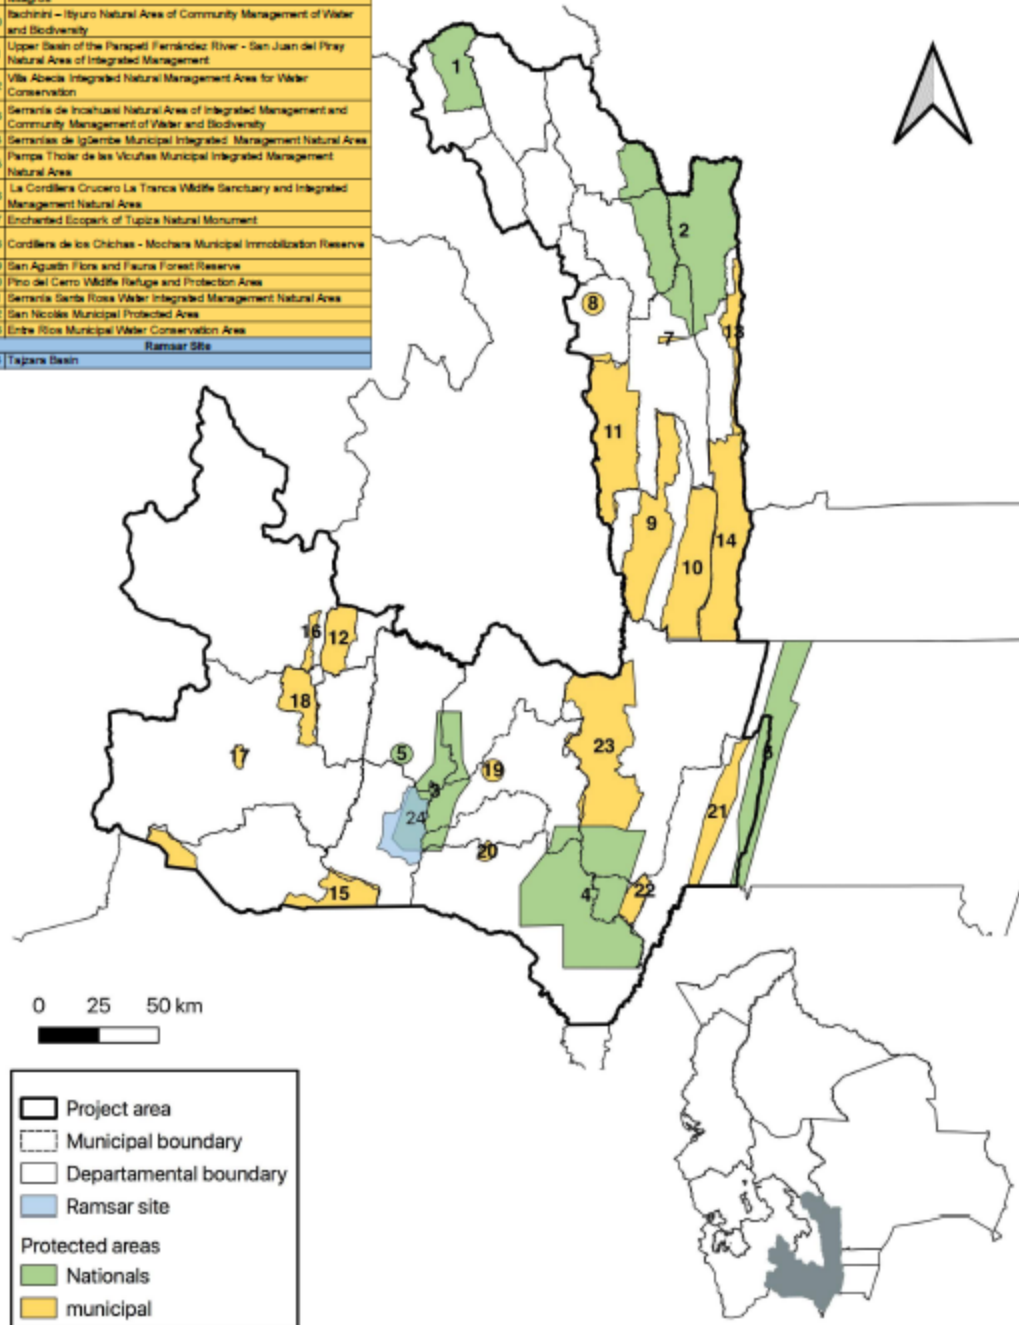 Itachinini – Ityuro Natural Area of Community Management of Water
and Biodiversity
Upper Basin of the Parapetí Fernández River - San Juan del Piray
Natural Area of Integrated Management
Villa Abecia Integrated Natural Management Area for Water
Conservation
Serranía de Incahuasi Natural Area of Integrated Management and
Community Management of Water and Biodiversity
Serranías de Igüembe Municipal Integrated Management Natural Area
Pampa Tholar de las Vicuñas Municipal Integrated Management
Natural Area
La Cordillera Crucero La Tranca Wildlife Sanctuary and Integrated
Management Natural Area
Enchanted Ecopark of Tupiza Natural Monument
Cordillera de los Chichas - Mochara Municipal Immobilization Reserve
San Agustín Flora and Fauna Forest Reserve
Pino del Cerro Wildlife Refuge and Protection Area
Serranía Santa Rosa Water Integrated Management Natural Area
San Nicolás Municipal Protected Area
Entre Ríos Municipal Water Conservation Area
Ramsar Site
Tajzara Basin
1
2
8
7
13
11
9
14
10
16
12
18
23
17
5
19
3
24
21
20
15
4
22
0 25 50 km
Project area
Municipal boundary
Departamental boundary
Ramsar site
Protected areas
Nationals
municipal